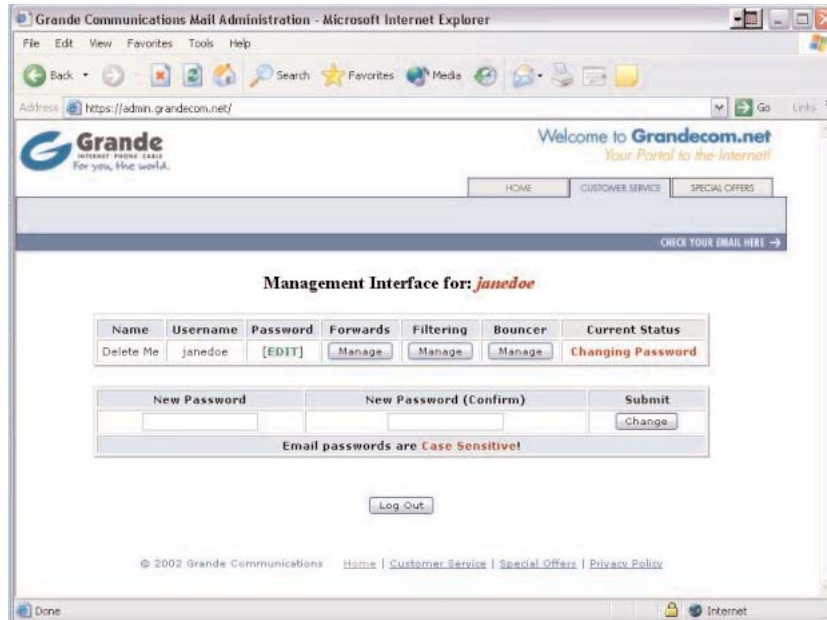 Grande Communications Mail Administration - Microsoft Internet Explorer
File Edit View Favorites Tools Help
Back Search Favorites Media
Address https://admin.grandecom.net/ Go Links
Grande
INTERNET PHONE CABLE
For you, the world.
Welcome to Grandecom.net
Your Portal to the Internet!
HOME CUSTOMER SERVICE SPECIAL OFFERS
CHECK YOUR EMAIL HERE →
Management Interface for: janedoe
Name Username Password Forwards Filtering Bouncer Current Status
Delete Me janedoe [EDIT] Manage Manage Manage Changing Password
New Password New Password (Confirm) Submit
Change
Email passwords are Case Sensitive!
Log Out
© 2002 Grande Communications Home | Customer Service | Special Offers | Privacy Policy
Done Internet